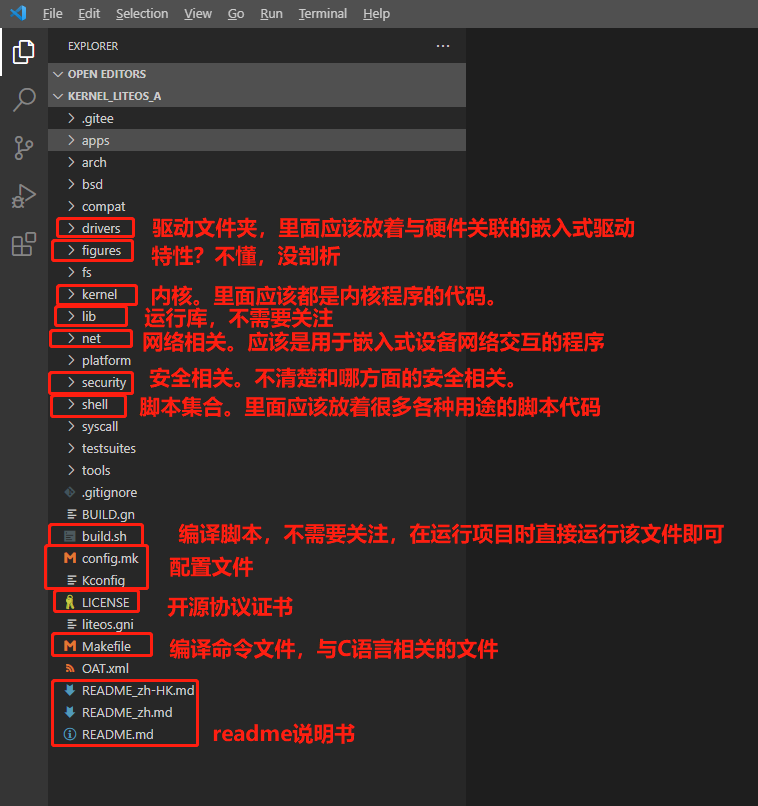 File Edit Selection View Go Run Terminal Help
EXPLORER ...
OPEN EDITORS
KERNEL_LITEOS_A
.gitee
apps
arch
bsd
compat
drivers 驱动文件夹，里面应该放着与硬件关联的嵌入式驱动
figures 特性？不懂，没剖析
fs
kernel 内核。里面应该都是内核程序的代码。
lib 运行库，不需要关注
net 网络相关。应该是用于嵌入式设备网络交互的程序
platform
security 安全相关。不清楚和哪方面的安全相关。
shell 脚本集合。里面应该放着很多各种用途的脚本代码
syscall
testsuites
tools
.gitignore
BUILD.gn
build.sh 编译脚本，不需要关注，在运行项目时直接运行该文件即可
config.mk 配置文件
Kconfig
LICENSE 开源协议证书
liteos.gni
Makefile 编译命令文件，与C语言相关的文件
OAT.xml
README_zh-HK.md
README_zh.md
README.md readme说明书